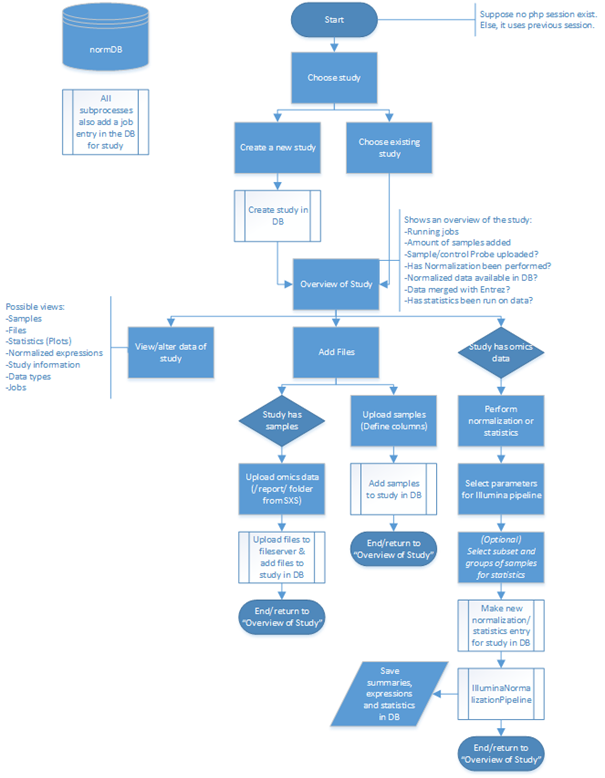 Start
Suppose no php session exist.
Else, it uses previous session.
normDB
Choose study
All
subprocesses
also add a job
entry in the DB
for study
Create a new study
Choose existing
study
Create study in
DB
Shows an overview of the study:
-Running jobs
-Amount of samples added
-Sample/control Probe uploaded?
-Has Normalization been performed?
-Normalized data available in DB?
-Data merged with Entrez?
-Has statistics been run on data?
Overview of Study
Possible views:
-Samples
-Files
-Statistics (Plots)
-Normalized expressions
-Study information
-Data types
-Jobs
View/alter data of
study
Add Files
Study has omics
data
Study has
samples
Upload samples
(Define columns)
Perform
normalization or
statistics
Upload omics data
(/report/ folder
from SXS)
Add samples
to study in DB
Select parameters
for Illumina pipeline
Upload files to
fileserver &
add files to
study in DB
End/return to
"Overview of Study"
(Optional)
Select subset and
groups of samples
for statistics
End/return to
"Overview of Study"
Make new
normalization/
statistics entry
for study in DB
Save
summaries,
expressions
and statistics
in DB
IlluminaNorma
lizationPipeline
End/return to
"Overview of Study"